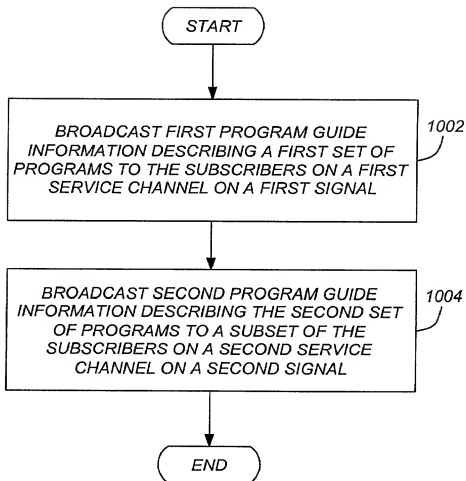 START
BROADCAST FIRST PROGRAM GUIDE
INFORMATION DESCRIBING A FIRST SET OF
PROGRAMS TO THE SUBSCRIBERS ON A FIRST
SERVICE CHANNEL ON A FIRST SIGNAL
1002
BROADCAST SECOND PROGRAM GUIDE
INFORMATION DESCRIBING THE SECOND SET
OF PROGRAMS TO A SUBSET OF THE
SUBSCRIBERS ON A SECOND SERVICE
CHANNEL ON A SECOND SIGNAL
1004
END